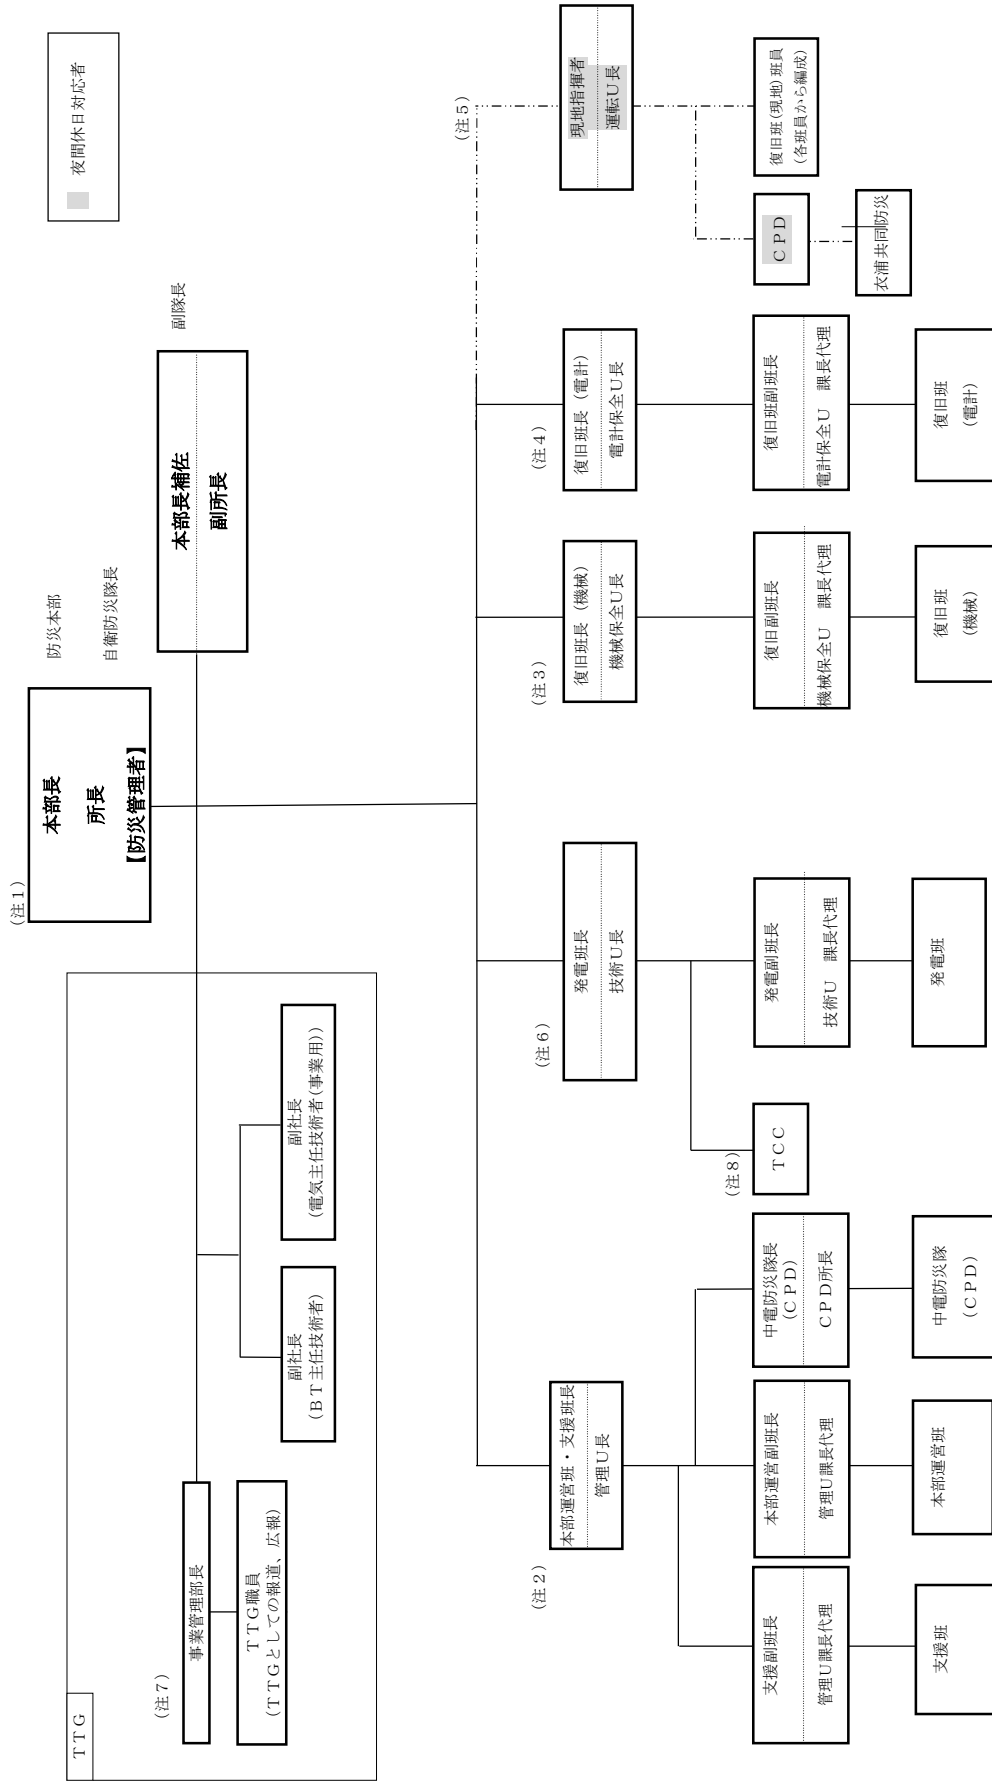 TTG
(注7)
事業管理部長
TTG職員
(TTGとしての報道、広報)
副社長
(BT主任技術者)
副社長
(電気主任技術者(事業用))
(注1)
本部長
所長
【防災管理者】
防災本部
自衛防災隊長
本部長補佐
副所長
副隊長
夜間休日対応者
(注2)
本部運営班・支援班長
管理U長
支援副班長
管理U課長代理
支援班
本部運営副班長
管理U課長代理
本部運営班
中電防災隊長
(CPD)
CPD所長
中電防災隊
(CPD)
(注6)
発電班長
技術U長
(注8)
TCC
発電副班長
技術U 課長代理
発電班
(注3)
復旧班長(機械)
機械保全U長
復旧副班長
機械保全U 課長代理
復旧班
(機械)
(注4)
復旧班長(電計)
電計保全U長
復旧班副班長
電計保全U 課長代理
復旧班
(電計)
(注5)
現地指揮者
運転U長
CPD
衣浦共同防災
復旧班(現地)班員
(各班員から編成)